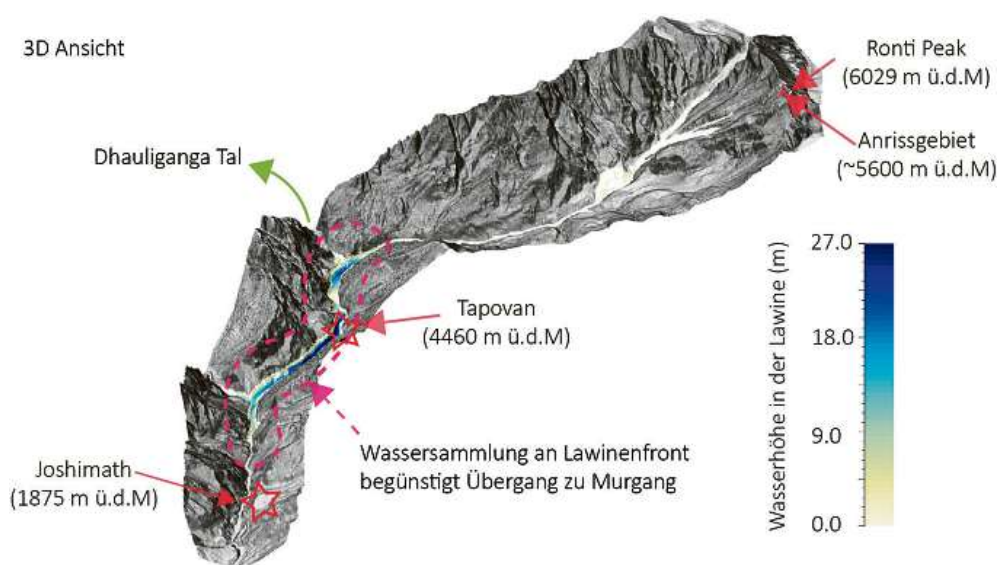 3D Ansicht
Ronti Peak
(6029 m ü.d.M)
Anrissgebiet
(~5600 m ü.d.M)
Dhauliganga Tal
Tapovan
(4460 m ü.d.M)
Wassersammlung an Lawinenfront
begünstigt Übergang zu Murgang
Joshimath
(1875 m ü.d.M)
Wasserhöhe in der Lawine (m)
27.0
18.0
9.0
0.0